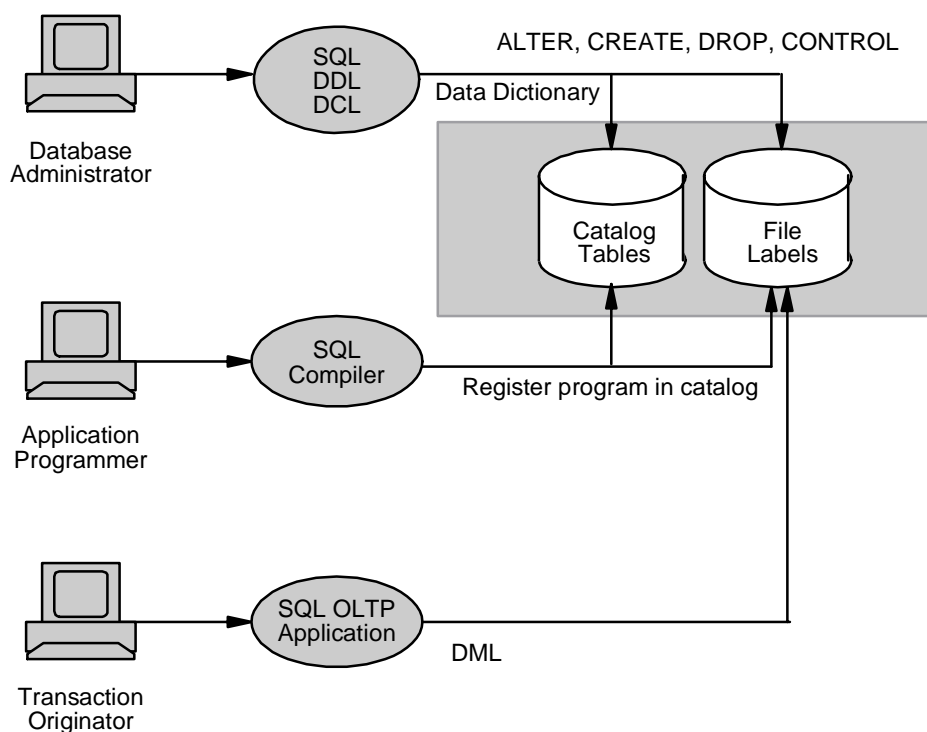 ALTER, CREATE, DROP, CONTROL
SQL
DDL
DCL
Data Dictionary
Database
Administrator
Catalog
Tables
File
Labels
SQL
Compiler
Register program in catalog
Application
Programmer
SQL OLTP
Application
DML
Transaction
Originator